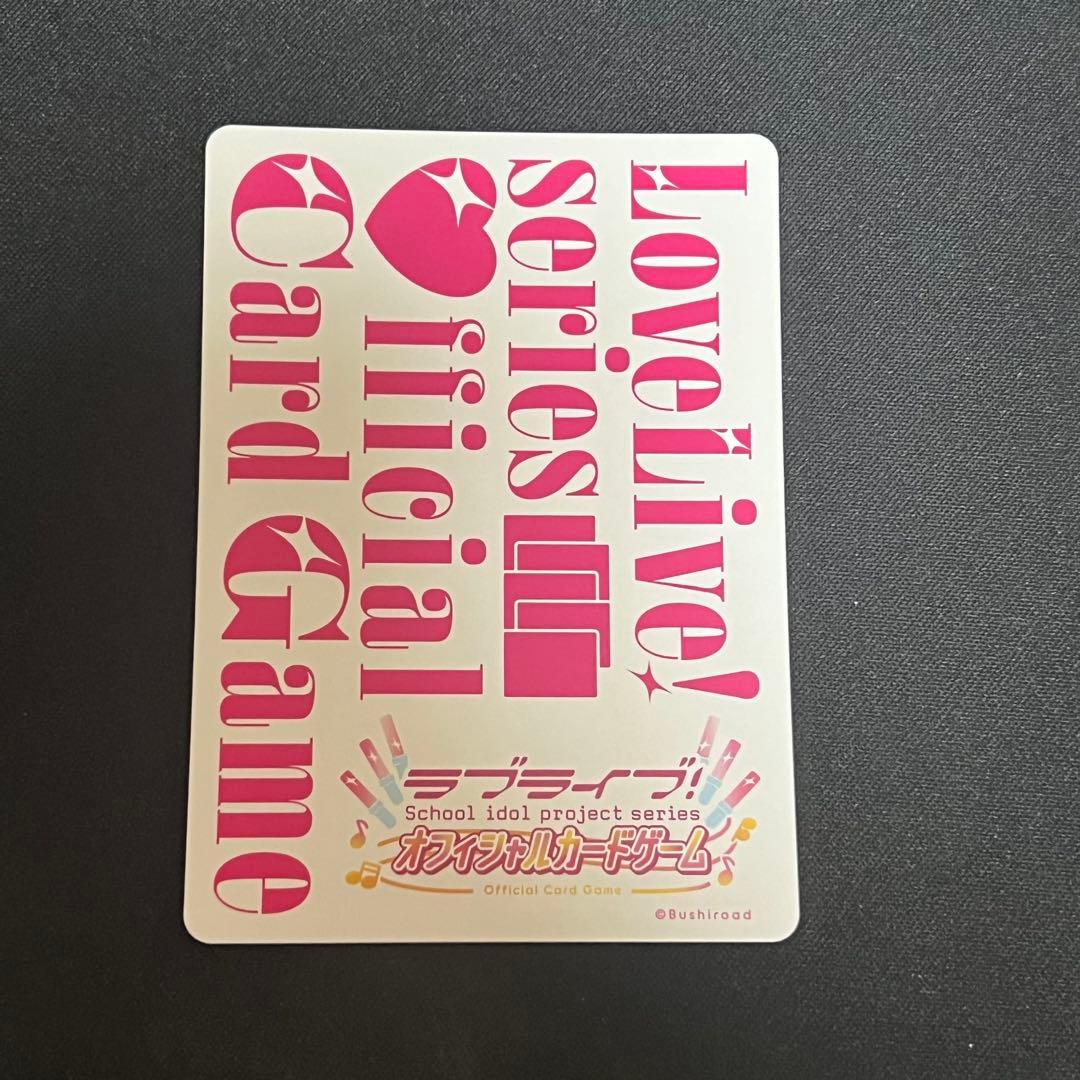 LoveLive!
series
fficial
Card Game
ラブライブ!
School idol project series
オフィシャルカードゲーム
Official Card Game
©Bushiroad